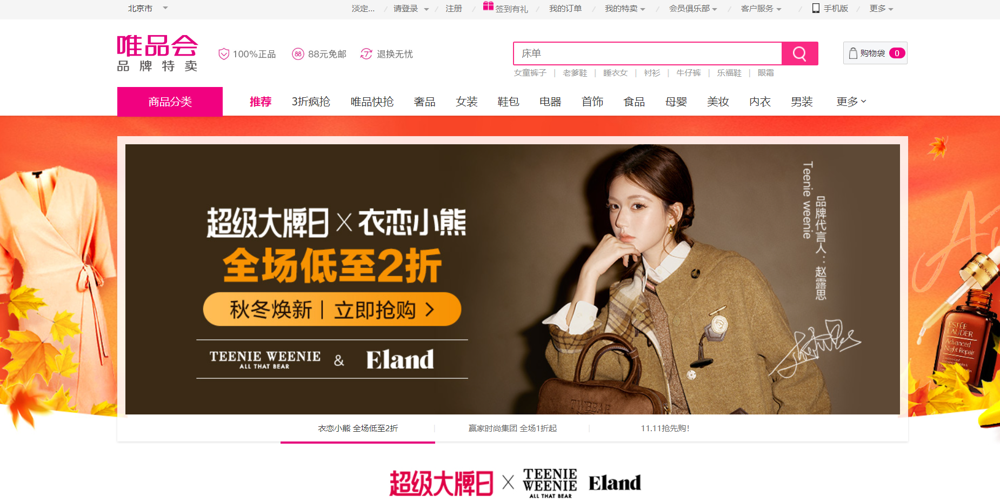 北京市
淡定...
请登录
注册
签到有礼
我的订单
我的特卖
会员俱乐部
客户服务
手机版
更多
唯品会
品牌特卖
100%正品
88
88元免邮
7
退换无忧
床单
购物袋 0
女童裤子 | 老爹鞋 | 睡衣女 | 衬衫 | 牛仔裤 | 乐福鞋 | 眼霜
商品分类
推荐
3折疯抢
唯品快抢
奢品
女装
鞋包
电器
首饰
食品
母婴
美妆
内衣
男装
更多
超级大牌日 X 衣恋小熊
全场低至2折
秋冬焕新 | 立即抢购 >
TEENIE WEENIE
ALL THAT BEAR
&
Eland
Teenie weenie
品牌代言人：赵露思
ESTĒE
LAUDER
Advanced
Night Repair
衣恋小熊 全场低至2折
赢家时尚集团 全场1折起
11.11抢先购！
超级大牌日 X
TEENIE
WEENIE
ALL THAT BEAR
Eland